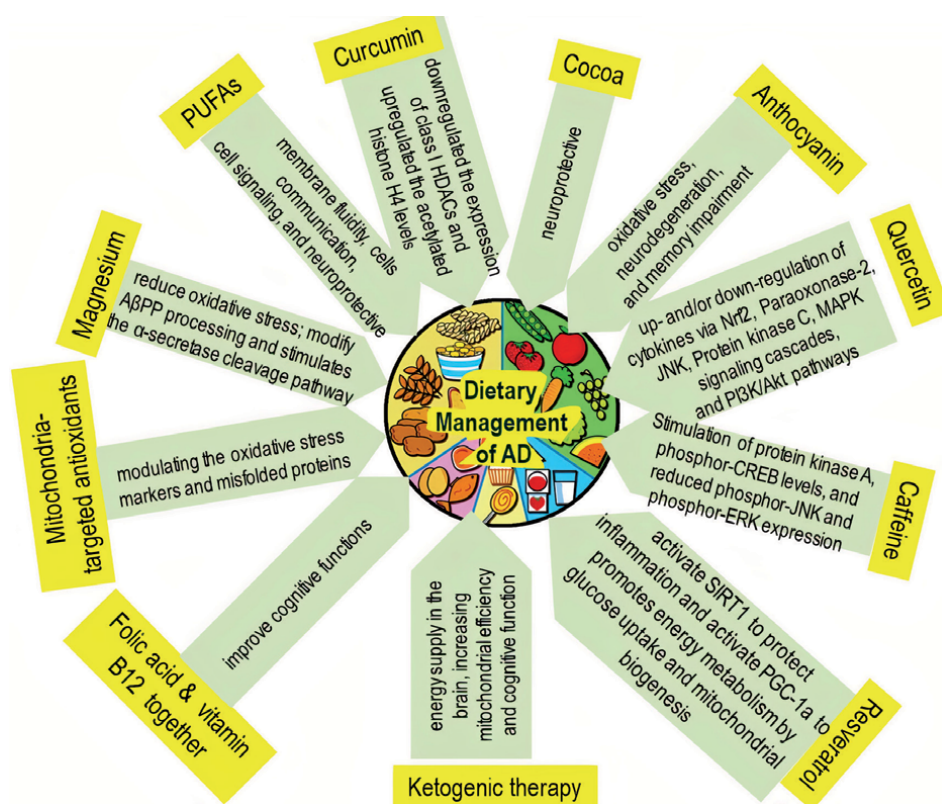 Curcumin
downregulated the expression
of class I HDACs and
upregulated the acetylated
histone H4 levels
Cocoa
neuroprotective
Anthocyanin
oxidative stress,
neurodegeneration,
and memory impairment
Quercetin
up- and/or down-regulation of
cytokines via Nrf2, Paraoxonase-2,
JNK, Protein kinase C, MAPK
signaling cascades,
and PI3K/Akt pathways
Caffeine
Stimulation of protein kinase A,
phosphor-CREB levels, and
reduced phosphor-JNK and
phosphor-ERK expression
Resveratrol
activate SIRT1 to protect
inflammation and activate PGC-1a to
promotes energy metabolism by
glucose uptake and mitochondrial
biogenesis
Ketogenic therapy
energy supply in the
brain, increasing
mitochondrial efficiency
and cognitive function
Folic acid & vitamin
B12 together
improve cognitive functions
Mitochondria-
targeted antioxidants
modulating the oxidative stress
markers and misfolded proteins
Magnesium
reduce oxidative stress; modify
AβPP processing and stimulates
the α-secretase cleavage pathway
PUFAs
membrane fluidity, cells
communication,
cell signaling, and neuroprotective
Dietary
Management
of AD